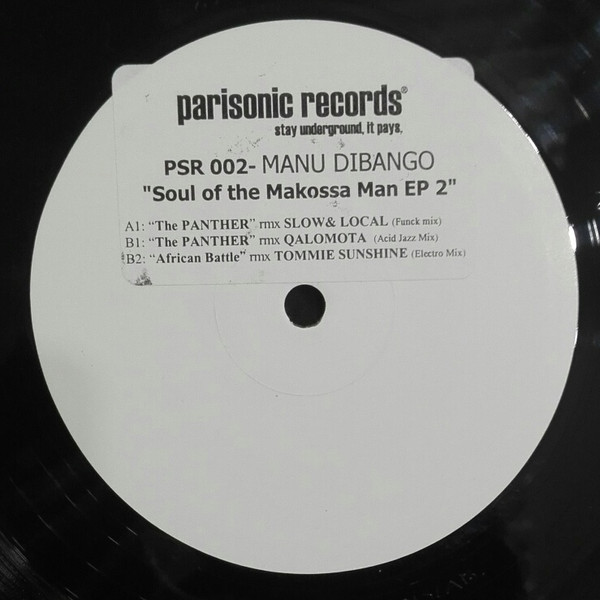 parisonic records®
stay underground, it pays.
PSR 002- MANU DIBANGO
"Soul of the Makossa Man EP 2"
A1: "The PANTHER" rmx SLOW& LOCAL (Funck mix)
B1: "The PANTHER" rmx QALOMOTA (Acid Jazz Mix)
B2: "African Battle" rmx TOMMIE SUNSHINE (Electro Mix)